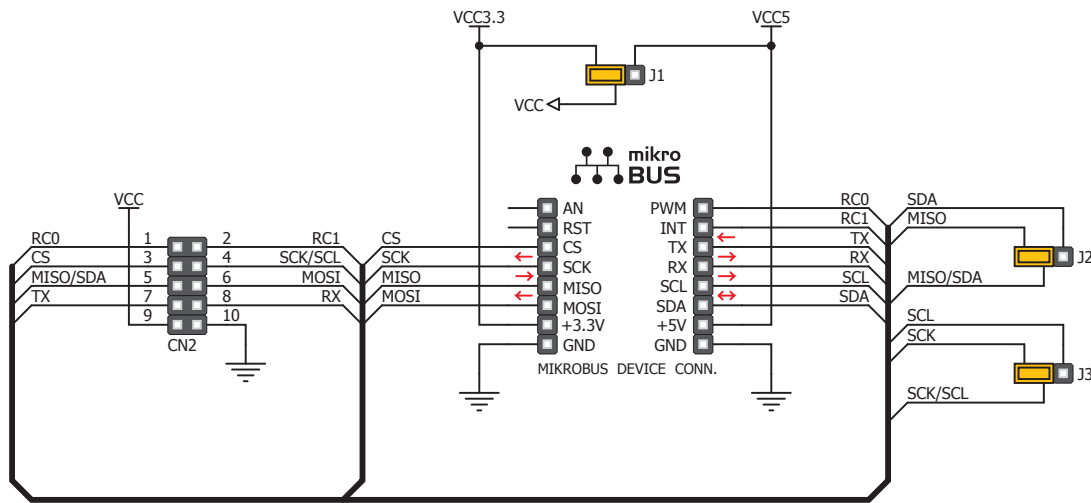 VCC3.3 VCC5
J1
VCC
mikro
BUS
VCC
AN PWM RC0 SDA
RST INT RC1 MISO
RC0 1 2 RC1 CS CS TX TX
CS 3 4 SCK/SCL SCK SCK RX RX J2
MISO/SDA 5 6 MOSI MISO MISO SCL SCL MISO/SDA
TX 7 8 RX MOSI MOSI SDA SDA
9 10 +3.3V +5V SCL
CN2 GND GND SCK
MIKROBUS DEVICE CONN.
J3
SCK/SCL